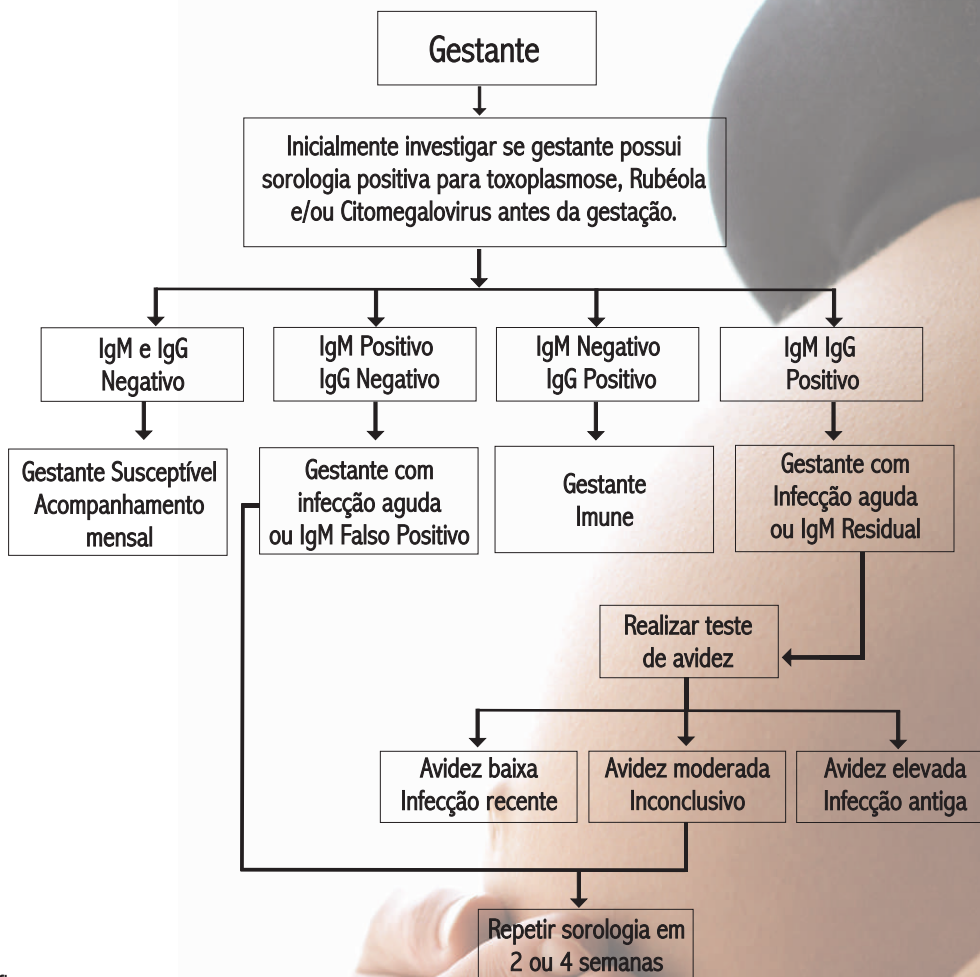 Gestante
Inicialmente investigar se gestante possui
sorologia positiva para toxoplasmose, Rubéola
e/ou Citomegalovirus antes da gestação.
IgM e IgG
Negativo
IgM Positivo
IgG Negativo
IgM Negativo
IgG Positivo
IgM IgG
Positivo
Gestante Susceptível
Acompanhamento
mensal
Gestante com
infecção aguda
ou IgM Falso Positivo
Gestante
Imune
Gestante com
Infecção aguda
ou IgM Residual
Realizar teste
de avidez
Avidez baixa
Infecção recente
Avidez moderada
Inconclusivo
Avidez elevada
Infecção antiga
Repetir sorologia em
2 ou 4 semanas